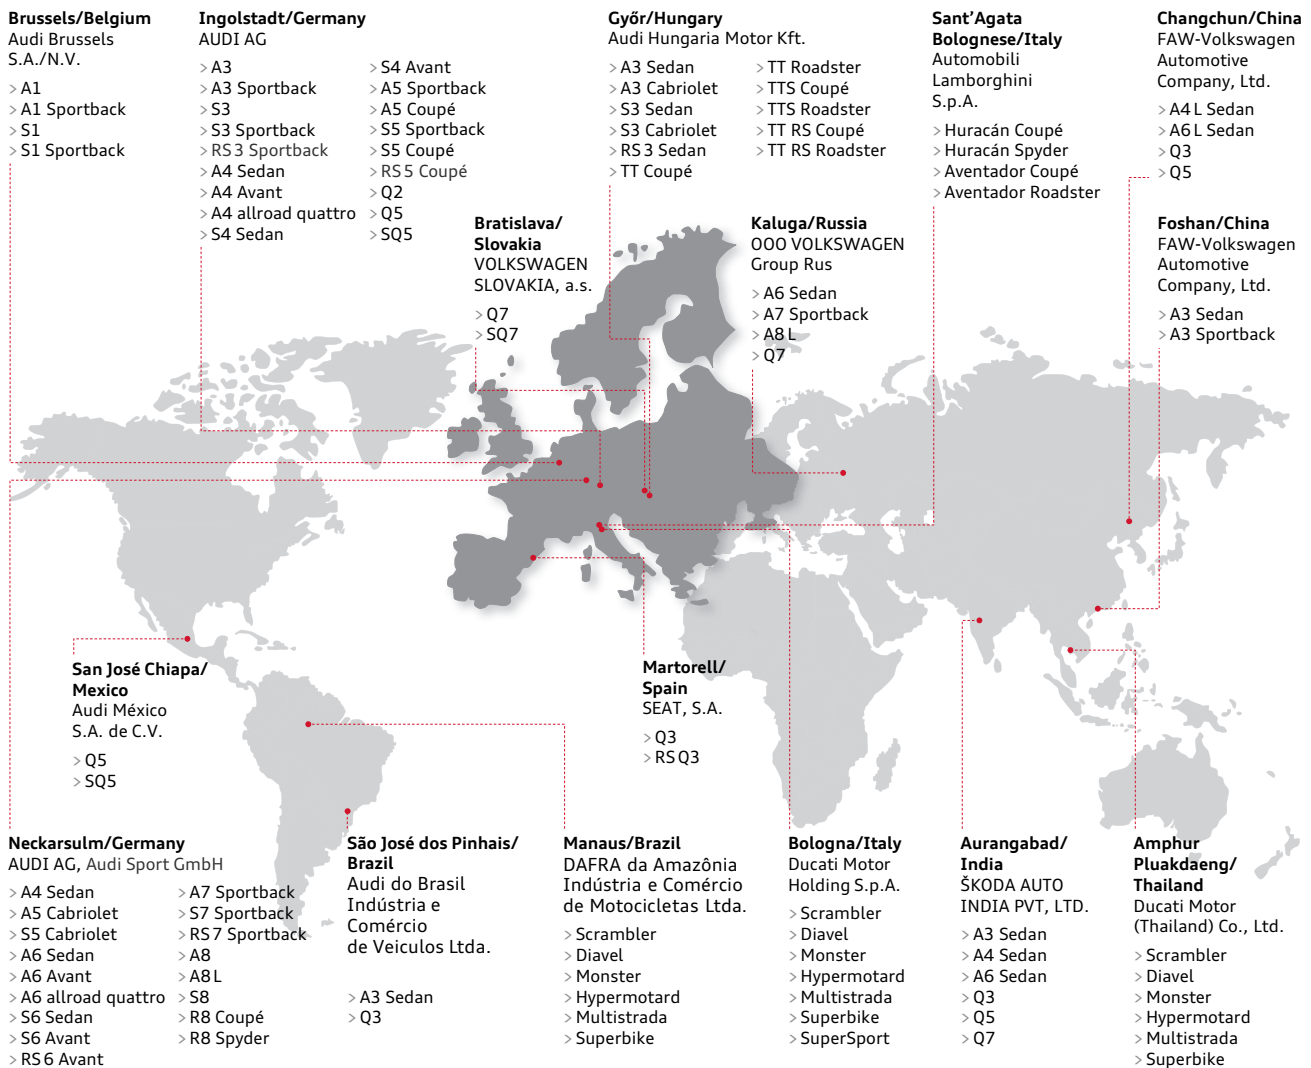 Brussels/Belgium
Audi Brussels
S.A./N.V.
> A1
> A1 Sportback
> S1
> S1 Sportback
Ingolstadt/Germany
AUDI AG
> A3
> A3 Sportback
> S3
> S3 Sportback
> RS 3 Sportback
> A4 Sedan
> A4 Avant
> A4 allroad quattro
> S4 Sedan
> S4 Avant
> A5 Sportback
> A5 Coupé
> S5 Sportback
> S5 Coupé
> RS 5 Coupé
> Q2
> Q5
> SQ5
Győr/Hungary
Audi Hungaria Motor Kft.
> A3 Sedan
> A3 Cabriolet
> S3 Sedan
> S3 Cabriolet
> RS 3 Sedan
> TT Coupé
> TT Roadster
> TTS Coupé
> TTS Roadster
> TT RS Coupé
> TT RS Roadster
Sant’Agata
Bolognese/Italy
Automobili
Lamborghini
S.p.A.
> Huracán Coupé
> Huracán Spyder
> Aventador Coupé
> Aventador Roadster
Changchun/China
FAW-Volkswagen
Automotive
Company, Ltd.
> A4 L Sedan
> A6 L Sedan
> Q3
> Q5
Bratislava/
Slovakia
VOLKSWAGEN
SLOVAKIA, a.s.
> Q7
> SQ7
Kaluga/Russia
OOO VOLKSWAGEN
Group Rus
> A6 Sedan
> A7 Sportback
> A8 L
> Q7
Foshan/China
FAW-Volkswagen
Automotive
Company, Ltd.
> A3 Sedan
> A3 Sportback
San José Chiapa/
Mexico
Audi México
S.A. de C.V.
> Q5
> SQ5
Martorell/
Spain
SEAT, S.A.
> Q3
> RS Q3
Neckarsulm/Germany
AUDI AG, Audi Sport GmbH
> A4 Sedan
> A5 Cabriolet
> S5 Cabriolet
> A6 Sedan
> A6 Avant
> A6 allroad quattro
> S6 Sedan
> S6 Avant
> RS 6 Avant
> A7 Sportback
> S7 Sportback
> RS 7 Sportback
> A8
> A8 L
> S8
> R8 Coupé
> R8 Spyder
São José dos Pinhais/
Brazil
Audi do Brasil
Indústria e
Comércio
de Veiculos Ltda.
> A3 Sedan
> Q3
Manaus/Brazil
DAFRA da Amazônia
Indústria e Comércio
de Motocicletas Ltda.
> Scrambler
> Diavel
> Monster
> Hypermotard
> Multistrada
> Superbike
Bologna/Italy
Ducati Motor
Holding S.p.A.
> Scrambler
> Diavel
> Monster
> Hypermotard
> Multistrada
> Superbike
> SuperSport
Aurangabad/
India
ŠKODA AUTO
INDIA PVT, LTD.
> A3 Sedan
> A4 Sedan
> A6 Sedan
> Q3
> Q5
> Q7
Amphur
Pluakdaeng/
Thailand
Ducati Motor
(Thailand) Co., Ltd.
> Scrambler
> Diavel
> Monster
> Hypermotard
> Multistrada
> Superbike